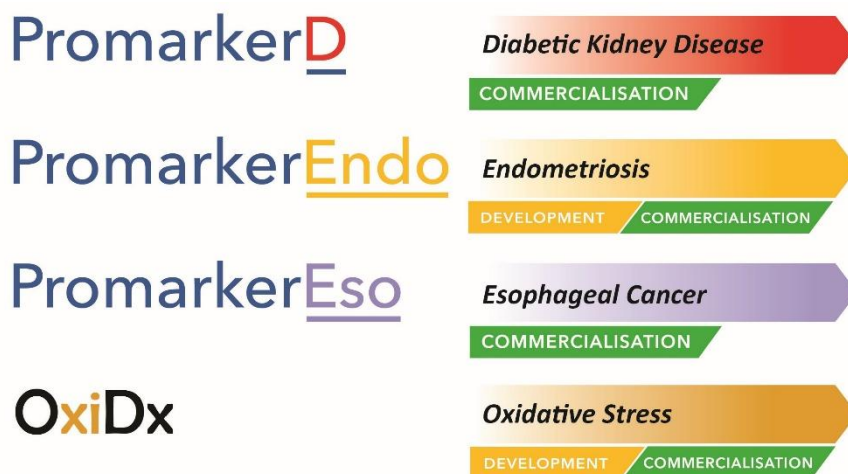 PromarkerD
Diabetic Kidney Disease
COMMERCIALISATION
PromarkerEndo
Endometriosis
DEVELOPMENT COMMERCIALISATION
PromarkerEso
Esophageal Cancer
COMMERCIALISATION
OxiDx
Oxidative Stress
DEVELOPMENT COMMERCIALISATION